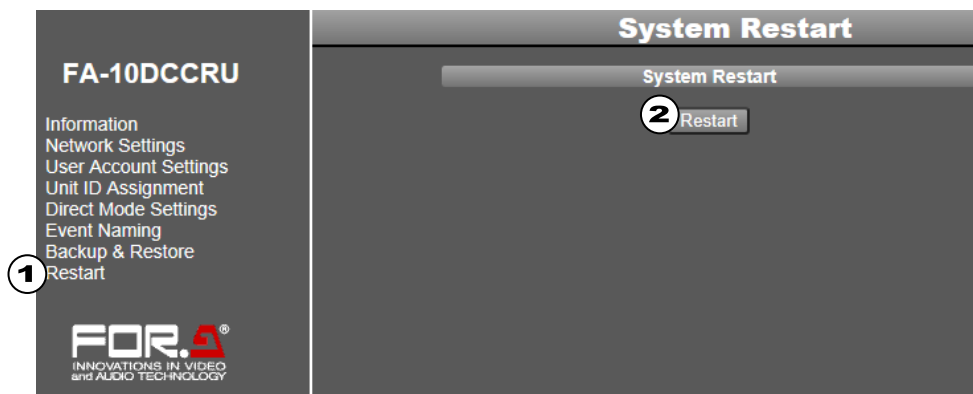 System Restart
FA-10DCCRU
System Restart
2 Restart
Information
Network Settings
User Account Settings
Unit ID Assignment
Direct Mode Settings
Event Naming
Backup & Restore
1 Restart
FOR.A®
INNOVATIONS IN VIDEO
and AUDIO TECHNOLOGY